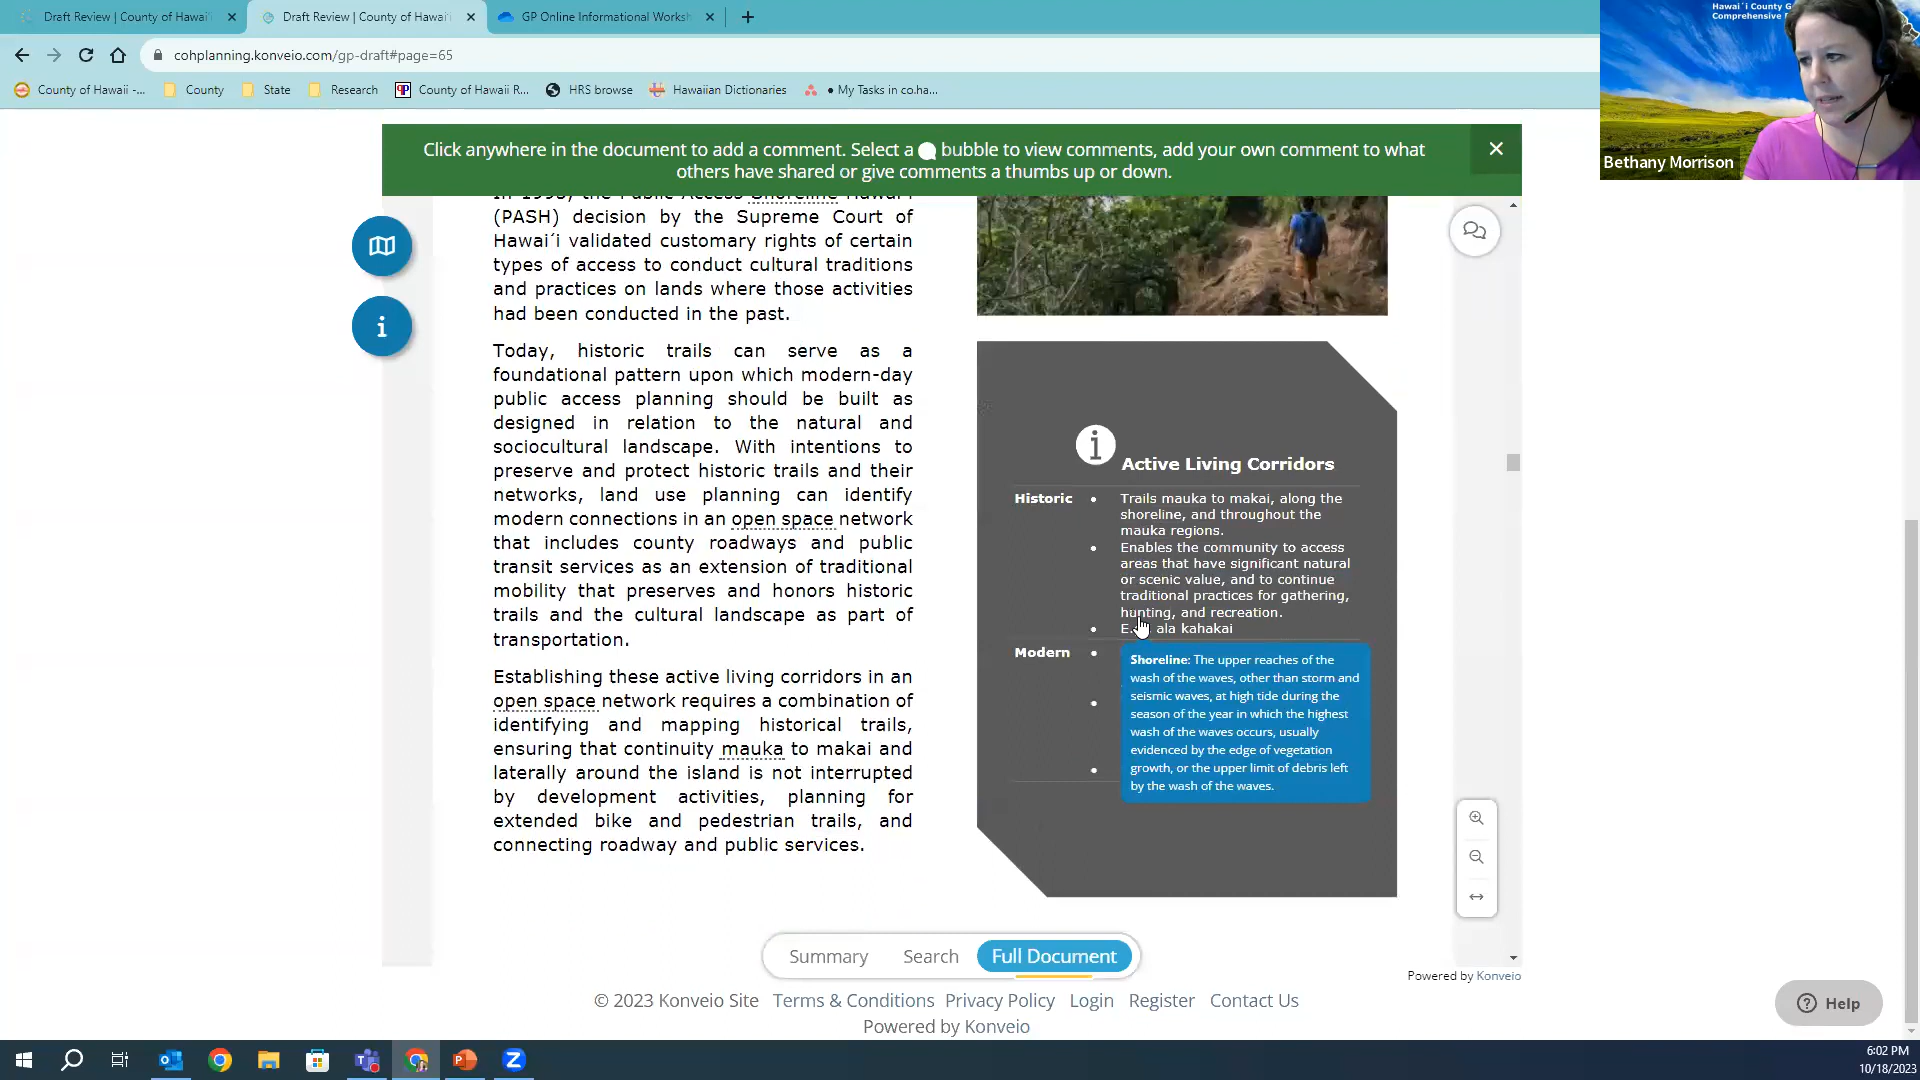 Draft Review | County of Hawai
Draft Review | County of Hawai'i
GP Online Informational Worksh
cohplanning.konveio.com/gp-draft#page=65
County of Hawaii -...
County
State
Research
County of Hawaii R...
HRS browse
Hawaiian Dictionaries
• My Tasks in co.ha...
Hawai´i County G
Comprehensive
Bethany Morrison
Click anywhere in the document to add a comment. Select a bubble to view comments, add your own comment to what
others have shared or give comments a thumbs up or down.
(PASH) decision by the Supreme Court of
Hawai´i validated customary rights of certain
types of access to conduct cultural traditions
and practices on lands where those activities
had been conducted in the past.
Today, historic trails can serve as a
foundational pattern upon which modern-day
public access planning should be built as
designed in relation to the natural and
sociocultural landscape. With intentions to
preserve and protect historic trails and their
networks, land use planning can identify
modern connections in an open space network
that includes county roadways and public
transit services as an extension of traditional
mobility that preserves and honors historic
trails and the cultural landscape as part of
transportation.
Establishing these active living corridors in an
open space network requires a combination of
identifying and mapping historical trails,
ensuring that continuity mauka to makai and
laterally around the island is not interrupted
by development activities, planning for
extended bike and pedestrian trails, and
connecting roadway and public services.
Active Living Corridors
Historic
• Trails mauka to makai, along the
shoreline, and throughout the
mauka regions.
• Enables the community to access
areas that have significant natural
or scenic value, and to continue
traditional practices for gathering,
hunting, and recreation.
• ala kahakai
Modern
Shoreline: The upper reaches of the
wash of the waves, other than storm and
seismic waves, at high tide during the
season of the year in which the highest
wash of the waves occurs, usually
evidenced by the edge of vegetation
growth, or the upper limit of debris left
by the wash of the waves.
Summary
Search
Full Document
Powered by Konveio
© 2023 Konveio Site Terms & Conditions Privacy Policy Login Register Contact Us
Powered by Konveio
Help
6:02 PM
10/18/2023